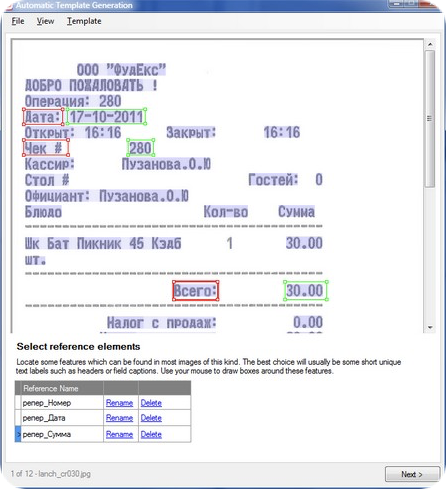 Automatic Template Generation
File View Template
ООО "ФудЕкс"
ДОБРО ПОЖАЛОВАТЬ !
Операция: 280
Дата: 17-10-2011
Открыт: 16:16 Закрыт: 16:16
Чек # 280
Кассир: Пузанова.О.Ю
Стол # Гостей: 0
Официант: Пузанова.О.Ю
Блюдо Кол-во Сумма
Шк Бат Пикник 45 Кэдб 1 30.00
шт.
Всего: 30.00
Налог с продаж: 0.00
Select reference elements
Locate some features which can be found in most images of this kind. The best choice will usually be some short unique
text labels such as headers or field captions. Use your mouse to draw boxes around these features.
Reference Name
репер_Номер Rename Delete
репер_Дата Rename Delete
репер_Сумма Rename Delete
1 of 12 - lanch_cr030.jpg
Next >